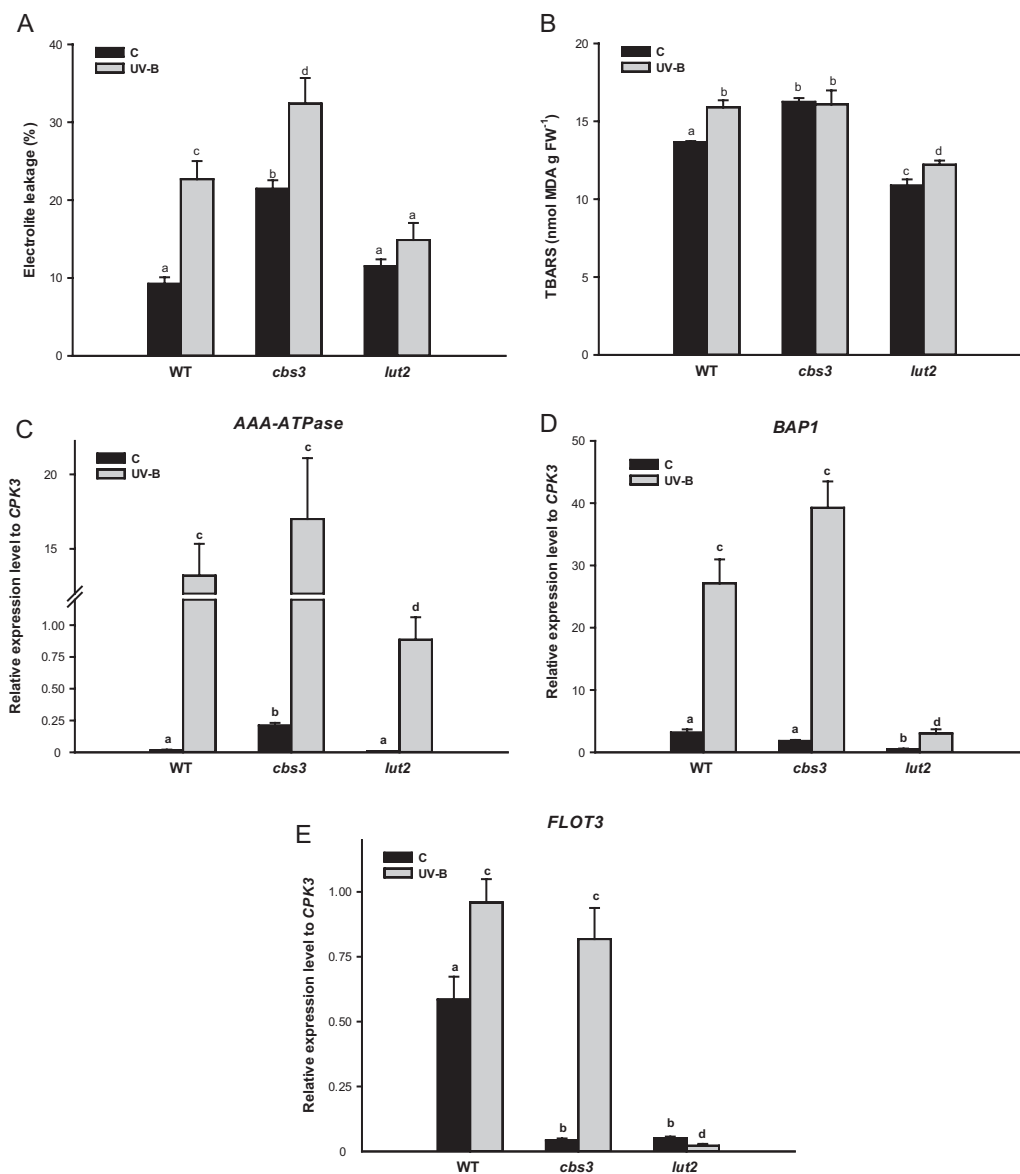 A
C
UV-B
Electrolite leakage (%)
40
30
20
10
0
a
c
b
d
a
a
WT
cbs3
lut2
B
C
UV-B
TBARS (nmol MDA g FW⁻¹)
20
15
10
5
0
a
b
b
b
c
d
WT
cbs3
lut2
C
AAA-ATPase
C
UV-B
Relative expression level to CPK3
20
15
1.00
0.75
0.50
0.25
0
a
c
b
c
a
d
WT
cbs3
lut2
D
BAP1
C
UV-B
Relative expression level to CPK3
50
40
30
20
10
0
a
c
a
c
b
d
WT
cbs3
lut2
E
FLOT3
C
UV-B
Relative expression level to CPK3
1.00
0.75
0.50
0.25
0
a
c
b
c
b
d
WT
cbs3
lut2